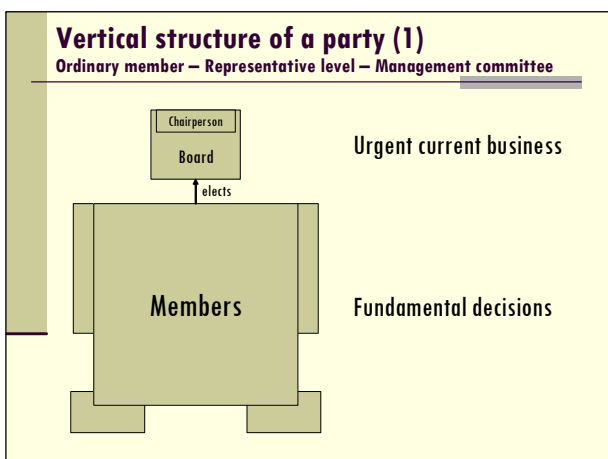 Vertical structure of a party (1)
Ordinary member – Representative level – Management committee
Chairperson
Board
Urgent current business
elects
Members
Fundamental decisions